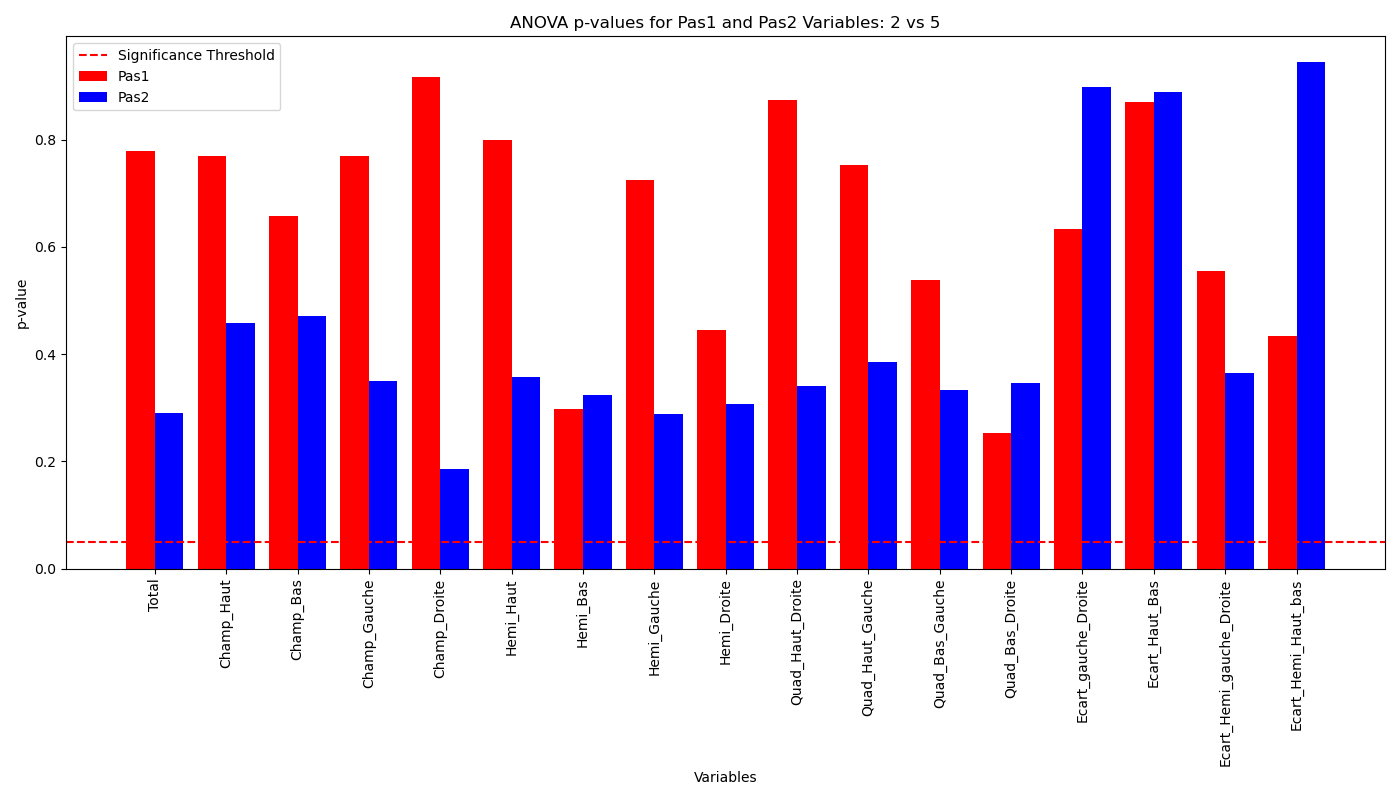 ANOVA p-values for Pas1 and Pas2 Variables: 2 vs 5
Significance Threshold
Pas1
Pas2
p-value
0.8
0.6
0.4
0.2
0.0
Total
Champ_Haut
Champ_Bas
Champ_Gauche
Champ_Droite
Hemi_Haut
Hemi_Bas
Hemi_Gauche
Hemi_Droite
Quad_Haut_Droite
Quad_Haut_Gauche
Quad_Bas_Gauche
Quad_Bas_Droite
Ecart_gauche_Droite
Ecart_Haut_Bas
Ecart_Hemi_gauche_Droite
Ecart_Hemi_Haut_bas
Variables